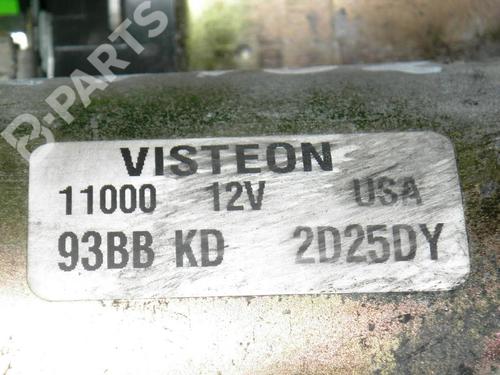 B-PARTS
VISTEON
11000 12V USA
93BB KD 2D25DY